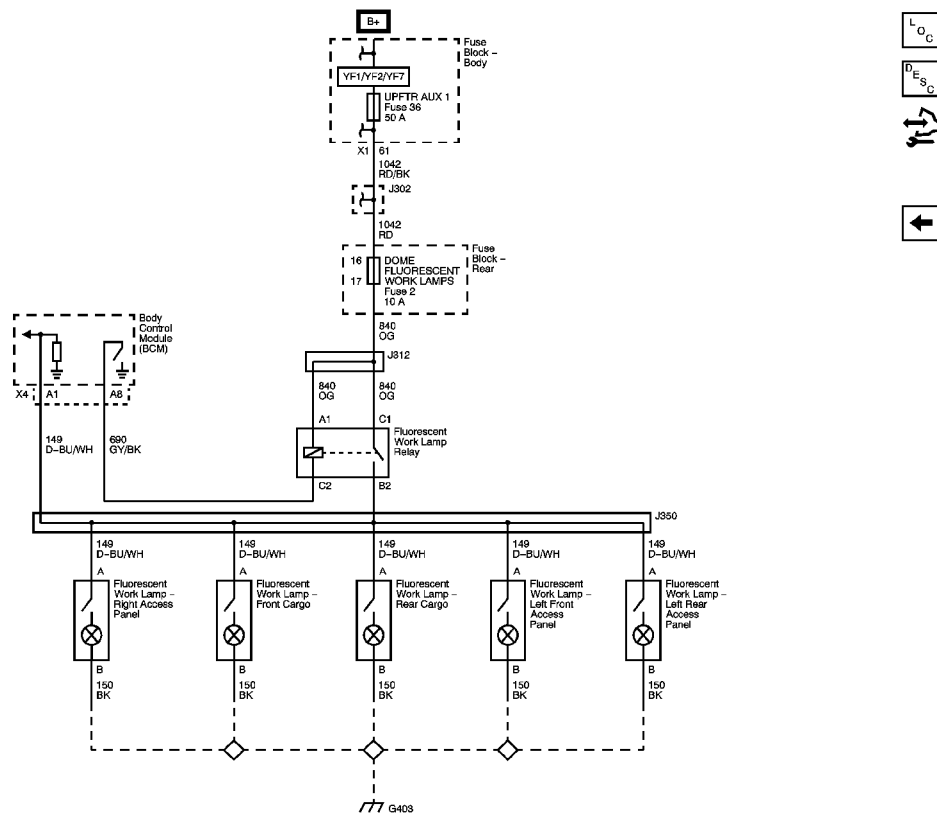 B+
Fuse
Block –
Body
YF1/YF2/YF7
UPFTR AUX 1
Fuse 36
50 A
X1 61
1042
RD/BK
J302
1042
RD
Fuse
Block –
Rear
16
17
DOME
FLUORESCENT
WORK LAMPS
Fuse 2
10 A
840
OG
J312
Body
Control
Module
(BCM)
X4 A1 A8
149
D–BU/WH
690
GY/BK
840
OG
840
OG
A1 C1
Fluorescent
Work Lamp
Relay
C2 B2
J350
149
D–BU/WH
149
D–BU/WH
149
D–BU/WH
149
D–BU/WH
149
D–BU/WH
A A A A A
Fluorescent
Work Lamp –
Right Access
Panel
Fluorescent
Work Lamp –
Front Cargo
Fluorescent
Work Lamp –
Rear Cargo
Fluorescent
Work Lamp –
Left Front
Access
Panel
Fluorescent
Work Lamp –
Left Rear
Access
Panel
B B B B B
150
BK
150
BK
150
BK
150
BK
150
BK
G403
LOC
DESC